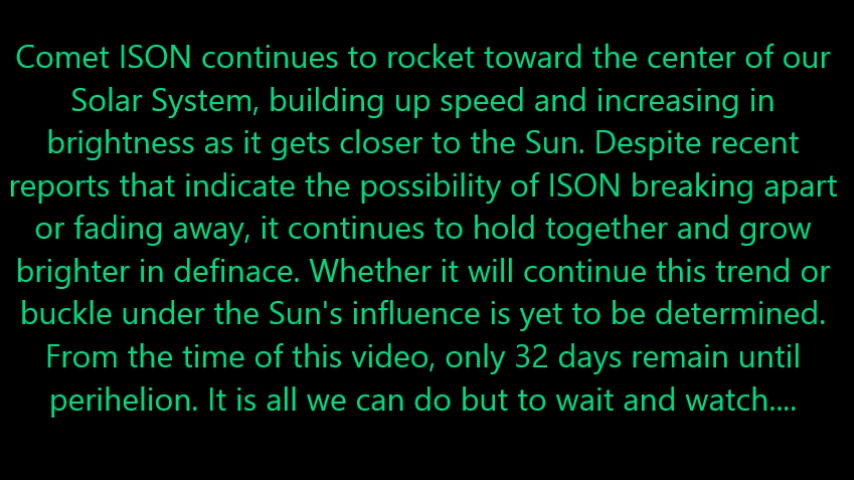 Comet ISON continues to rocket toward the center of our
Solar System, building up speed and increasing in
brightness as it gets closer to the Sun. Despite recent
reports that indicate the possibility of ISON breaking apart
or fading away, it continues to hold together and grow
brighter in definace. Whether it will continue this trend or
buckle under the Sun's influence is yet to be determined.
From the time of this video, only 32 days remain until
perihelion. It is all we can do but to wait and watch....